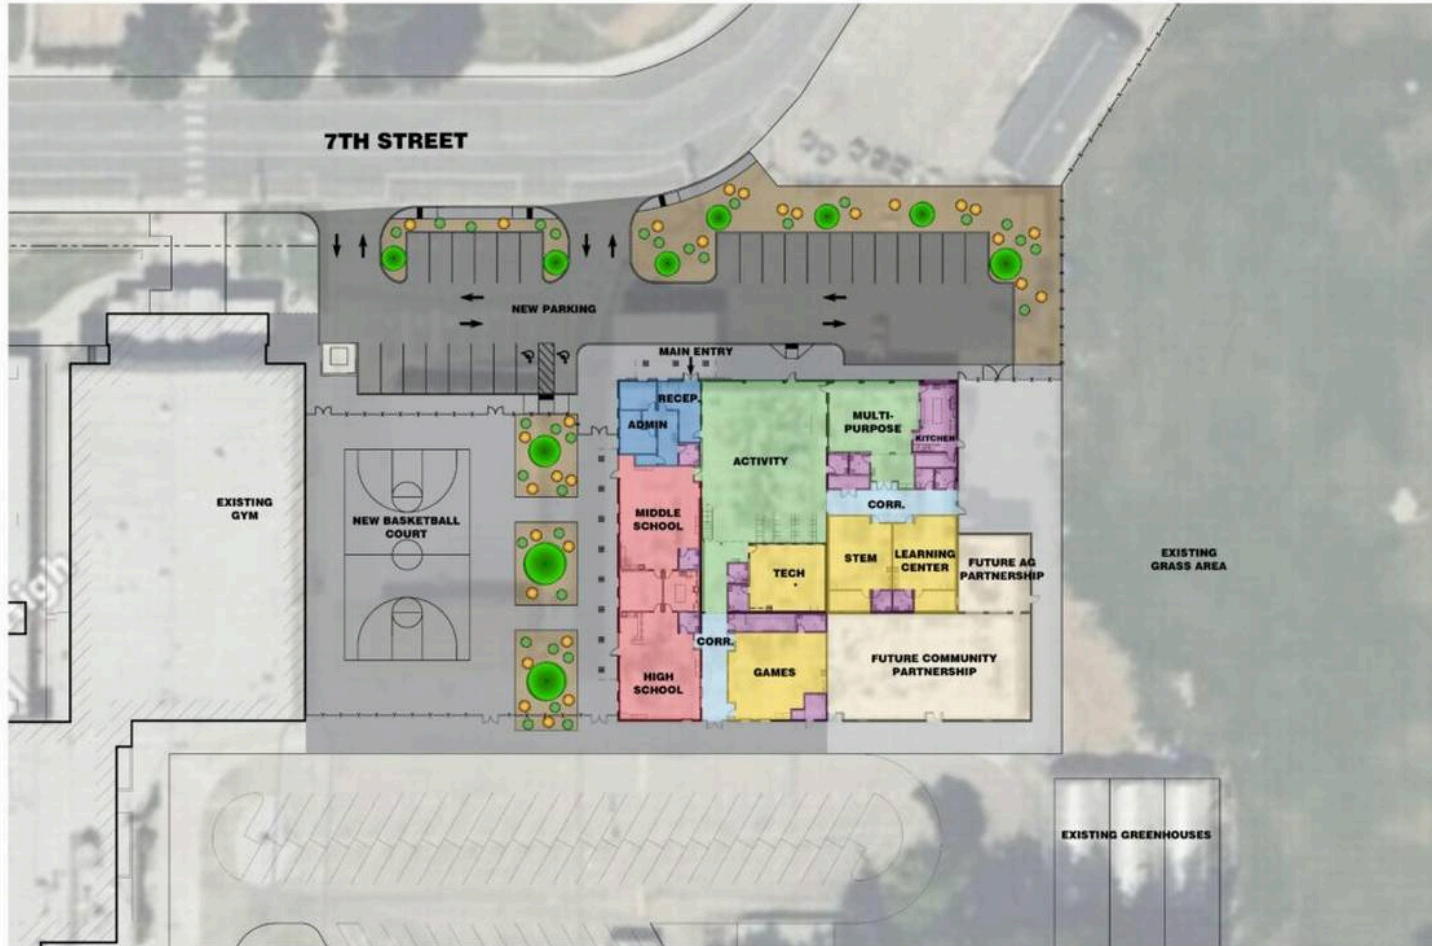 7TH STREET
NEW PARKING
MAIN ENTRY
RECEP.
ADMIN
MULTI-
PURPOSE
KITCHEN
ACTIVITY
EXISTING
GYM
NEW BASKETBALL
COURT
MIDDLE
SCHOOL
CORR.
STEM
LEARNING
CENTER
TECH
FUTURE AG
PARTNERSHIP
EXISTING
GRASS AREA
CORR.
HIGH
SCHOOL
GAMES
FUTURE COMMUNITY
PARTNERSHIP
EXISTING GREENHOUSES